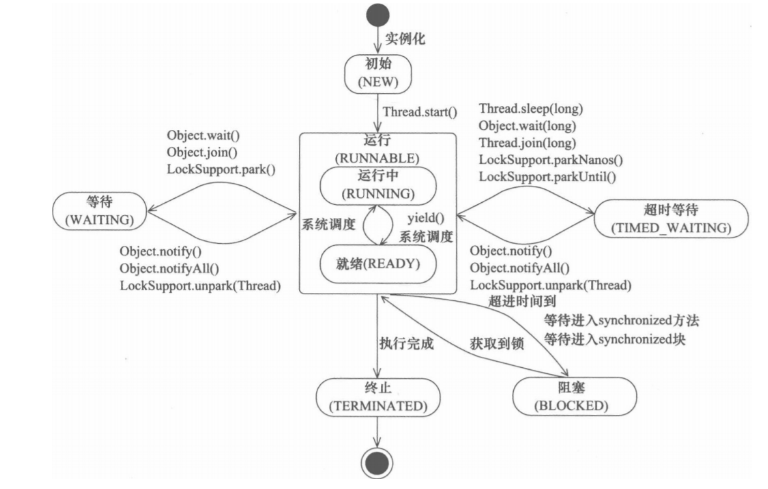 实例化
初始
(NEW)
Thread.start()
Object.wait()
Object.join()
LockSupport.park()
等待
(WAITING)
Object.notify()
Object.notifyAll()
LockSupport.unpark(Thread)
运行
(RUNNABLE)
运行中
(RUNNING)
系统调度
yield()
系统调度
就绪(READY)
Thread.sleep(long)
Object.wait(long)
Thread.join(long)
LockSupport.parkNanos()
LockSupport.parkUntil()
超时等待
(TIMED_WAITING)
Object.notify()
Object.notifyAll()
LockSupport.unpark(Thread)
超进时间到
等待进入synchronized方法
等待进入synchronized块
获取到锁
执行完成
终止
(TERMINATED)
阻塞
(BLOCKED)